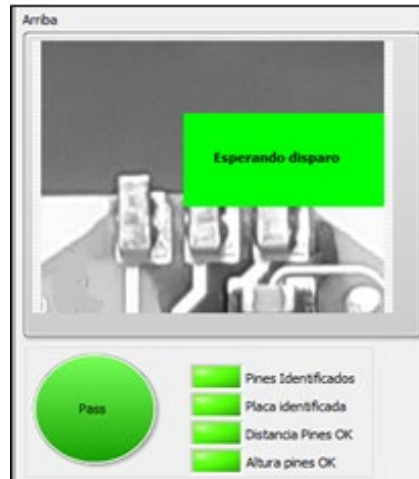 Arriba
Esperando disparo
Pass
Pines Identificados
Placa identificada
Distancia Pines OK
Altura pines OK